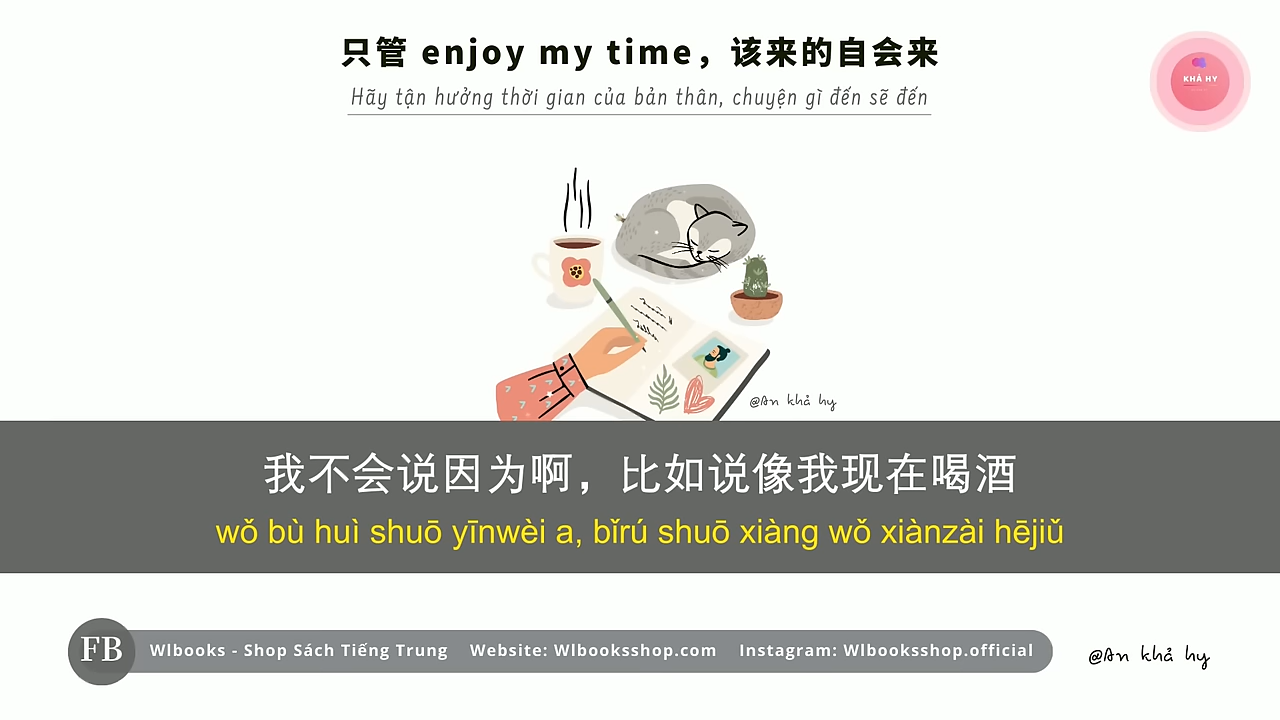 只管 enjoy my time，该来的自会来
Hãy tận hưởng thời gian của bản thân, chuyện gì đến sẽ đến
KHẢ HY
@An khả hy
我不会说因为啊，比如说像我现在喝酒
wǒ bù huì shuō yīnwèi a, bǐrú shuō xiàng wǒ xiànzài hējiǔ
FB Wlbooks - Shop Sách Tiếng Trung Website: Wlbooksshop.com Instagram: Wlbooksshop.official
@An khả hy